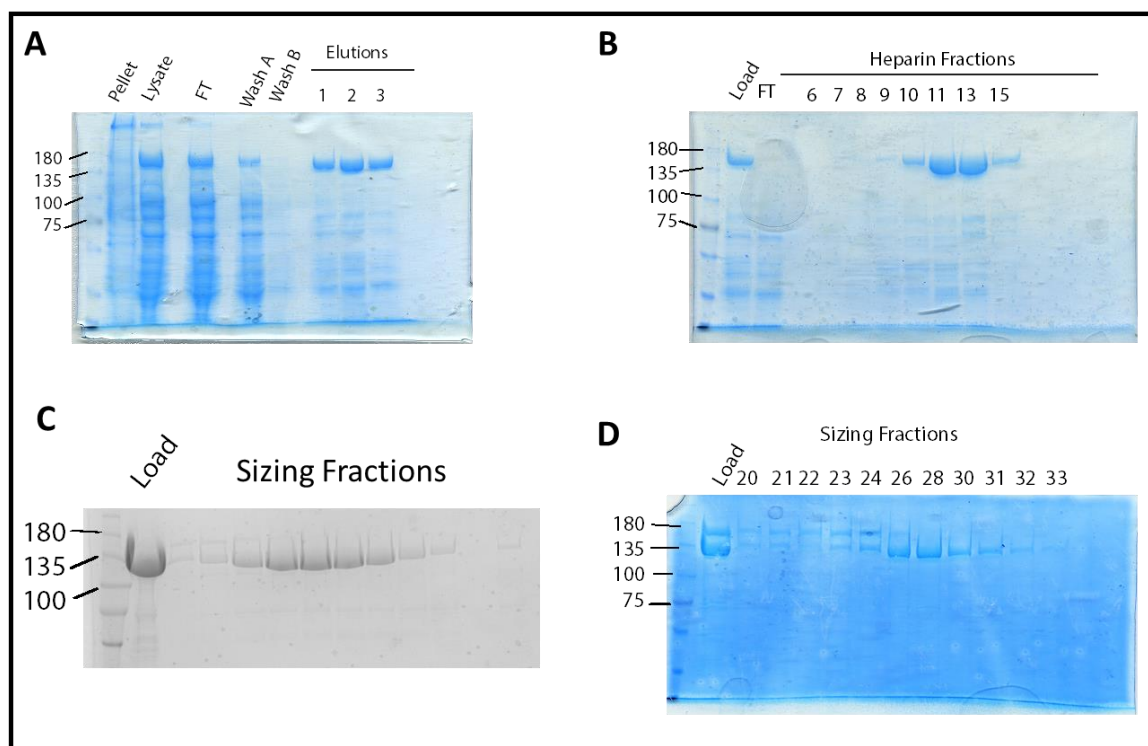 A
Pellet
Lysate
FT
Wash A
Wash B
Elutions
1 2 3
180
135
100
75
B
Load
FT
Heparin Fractions
6 7 8 9 10 11 13 15
180
135
100
75
C
Load
Sizing Fractions
180
135
100
D
Sizing Fractions
Load
20 21 22 23 24 26 28 30 31 32 33
180
135
100
75